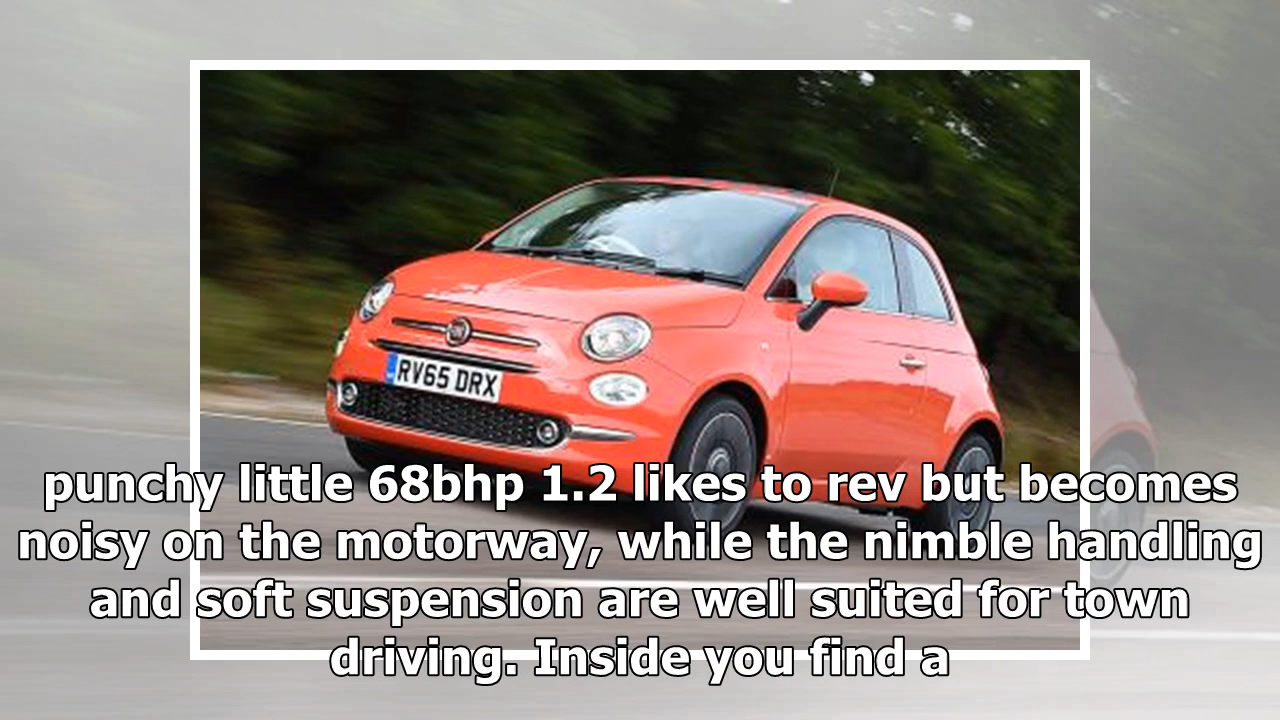 RV65 DRX
punchy little 68bhp 1.2 likes to rev but becomes
noisy on the motorway, while the nimble handling
and soft suspension are well suited for town
driving. Inside you find a